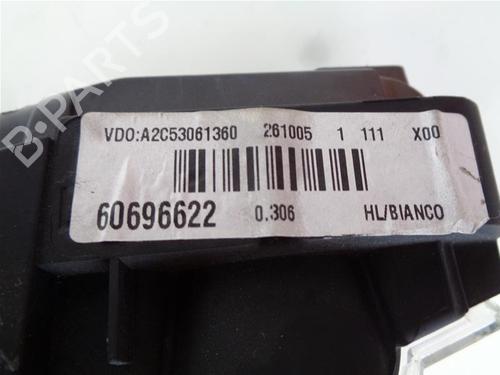 B-PARTS
VDO:A2C53061360 261005 1 111 X00
60696622 0.306 HL/BIANCO